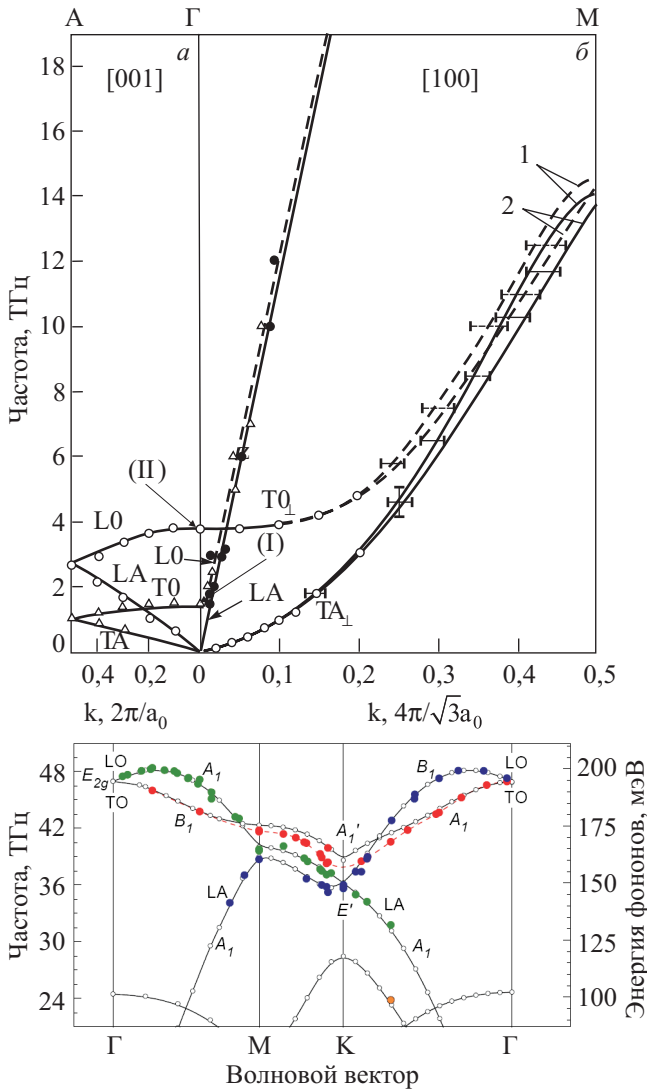 А Γ М
а б
[001] [100]
18
16
14
12
10
8
6
4
2
0
Частота, ТГц
1
2
(II)
L0
T0⊥
(I)
L0
LA
T0
LA
TA⊥
TA
0,4 0,2 0 0,1 0,2 0,3 0,4 0,5
k, 2π/a₀ k, 4π/√3a₀
48
42
36
30
24
Частота, ТГц
LO
E₂g
TO
A₁
B₁
LA
A₁
A₁′
E′
B₁
A₁
LA
A₁
LO
TO
200
175
150
125
100
Энергия фононов, мэВ
Γ М К Γ
Волновой вектор